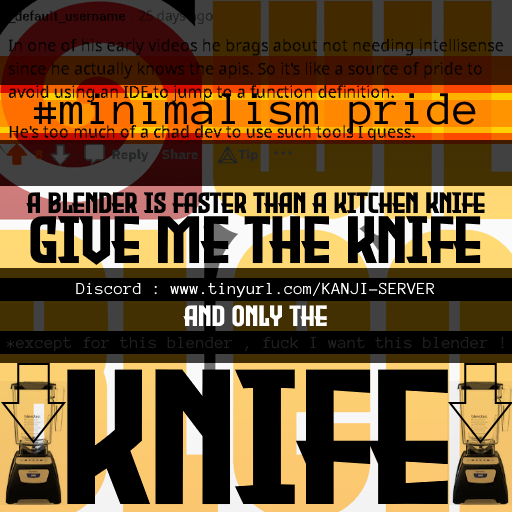 _default_username 25 days ago
In one of his early videos he brags about not needing intellisense
since he actually knows the apis. So it's like a source of pride to
avoid using an IDE to jump to a function definition.
#minimalism pride
He's too much of a chad dev to use such tools I guess.
Reply Share Tip ...
A BLENDER IS FASTER THAN A KITCHEN KNIFE
GIVE ME THE KNIFE
Discord : www.tinyurl.com/KANJI-SERVER
AND ONLY THE
*except for this blender , fuck I want this blender !
KNIFE